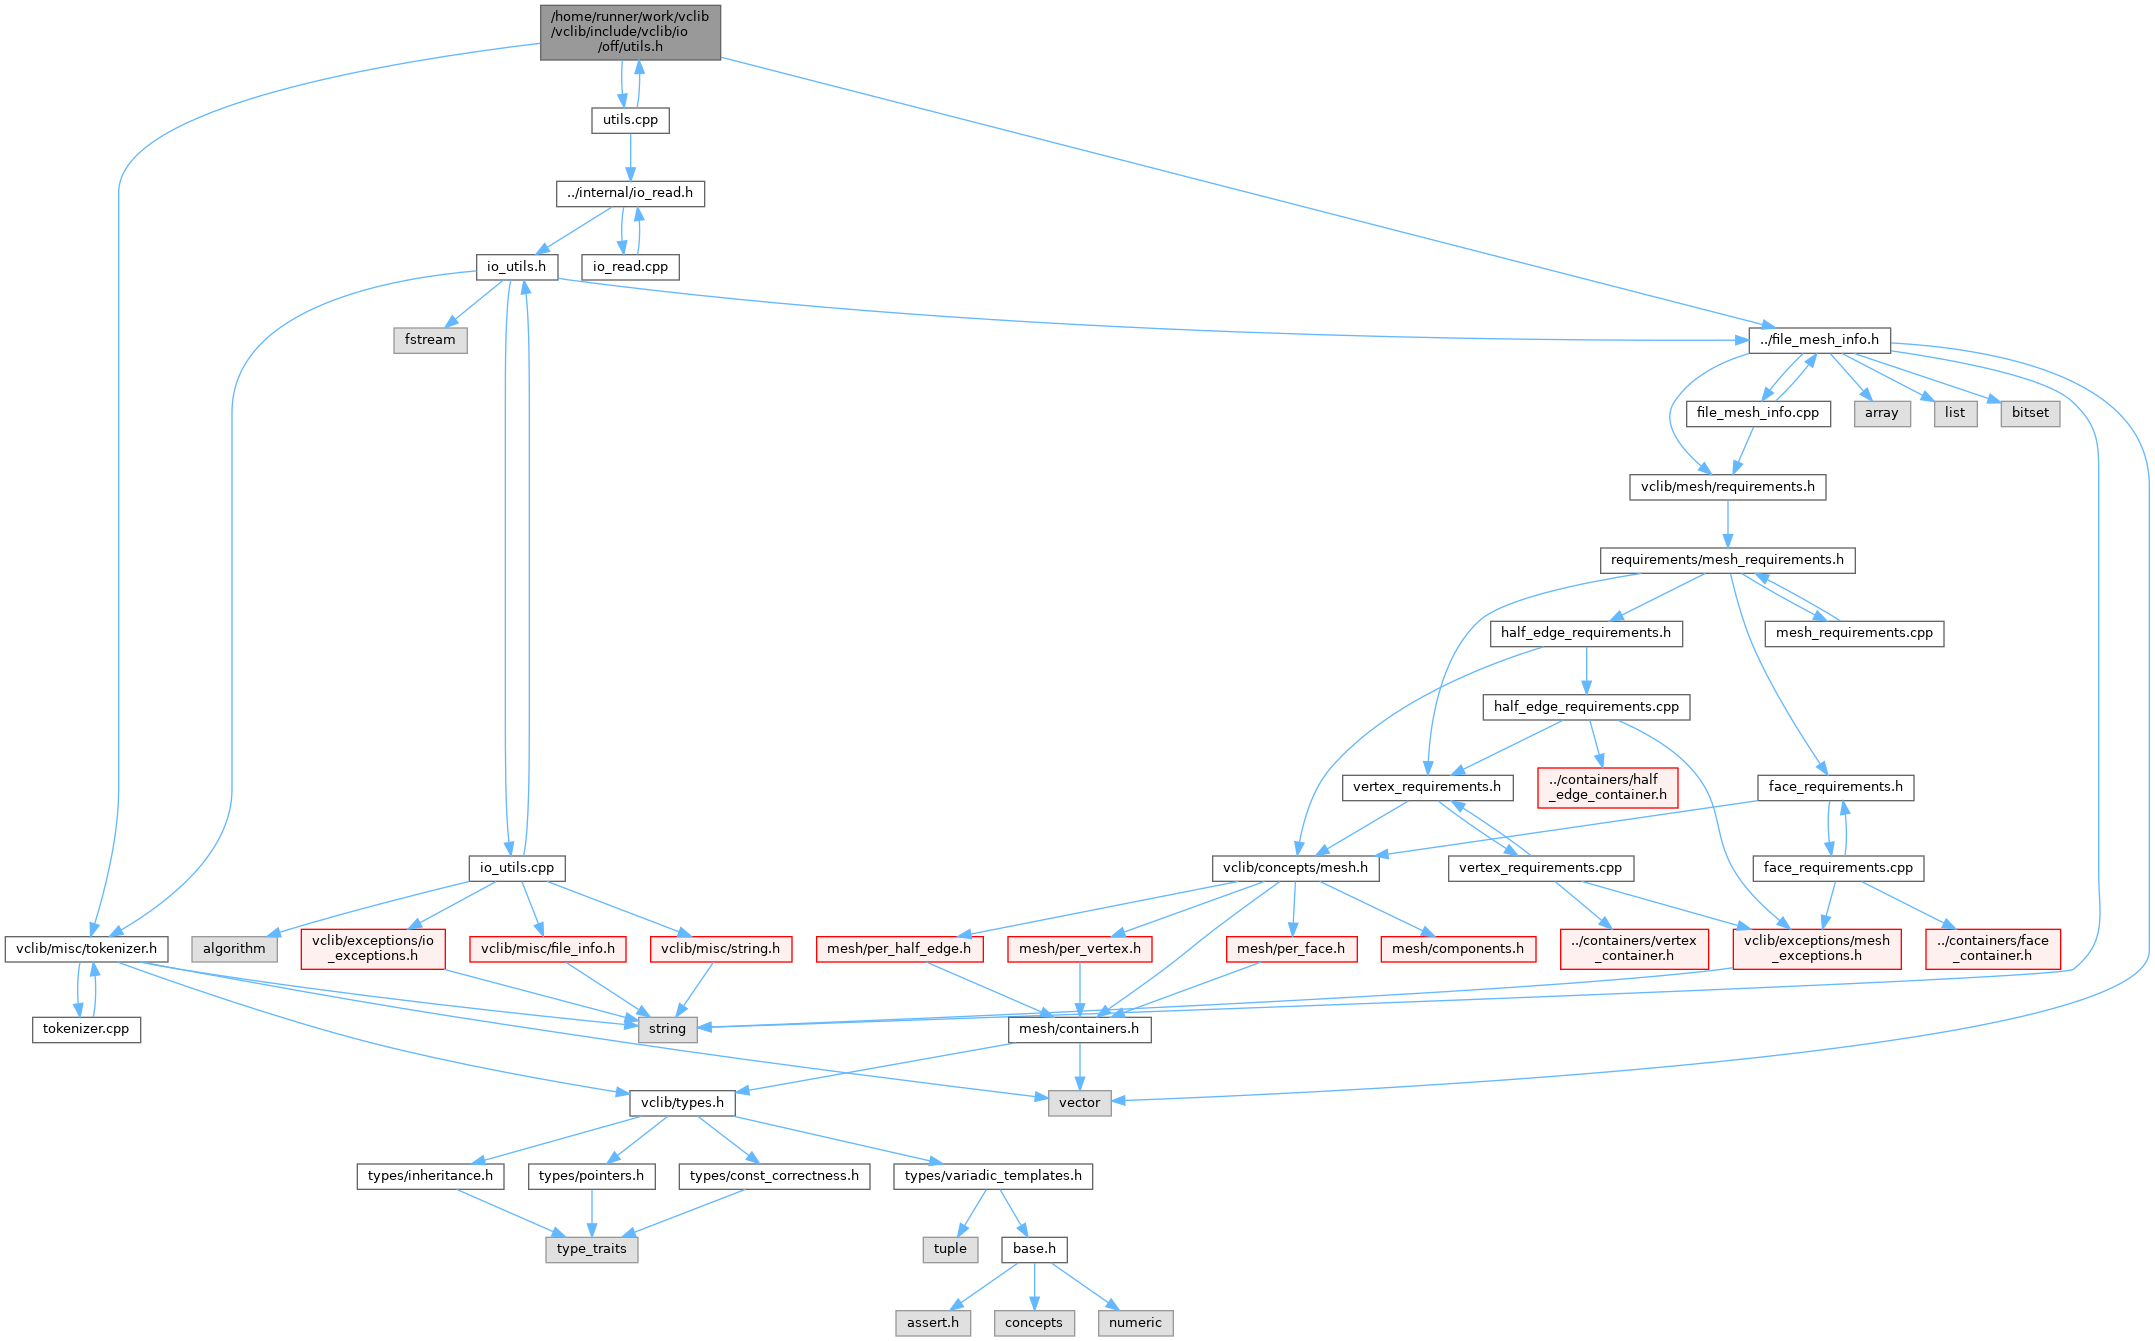 /home/runner/work/vclib
/vclib/include/vclib/io
/off/utils.h
utils.cpp
../internal/io_read.h
io_utils.h
io_read.cpp
fstream
../file_mesh_info.h
file_mesh_info.cpp
array
list
bitset
vclib/mesh/requirements.h
requirements/mesh_requirements.h
half_edge_requirements.h
mesh_requirements.cpp
half_edge_requirements.cpp
vertex_requirements.h
../containers/half
_edge_container.h
face_requirements.h
io_utils.cpp
vclib/concepts/mesh.h
vertex_requirements.cpp
face_requirements.cpp
vclib/misc/tokenizer.h
algorithm
vclib/exceptions/io
_exceptions.h
vclib/misc/file_info.h
vclib/misc/string.h
mesh/per_half_edge.h
mesh/per_vertex.h
mesh/per_face.h
mesh/components.h
../containers/vertex
_container.h
vclib/exceptions/mesh
_exceptions.h
../containers/face
_container.h
tokenizer.cpp
string
mesh/containers.h
vclib/types.h
vector
types/inheritance.h
types/pointers.h
types/const_correctness.h
types/variadic_templates.h
type_traits
tuple
base.h
assert.h
concepts
numeric